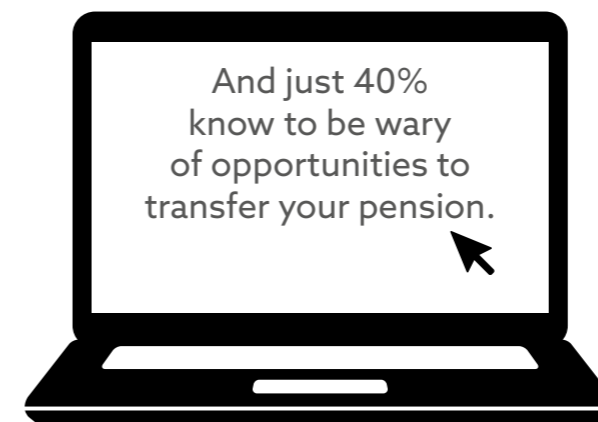 And just 40%
know to be wary
of opportunities to
transfer your pension.